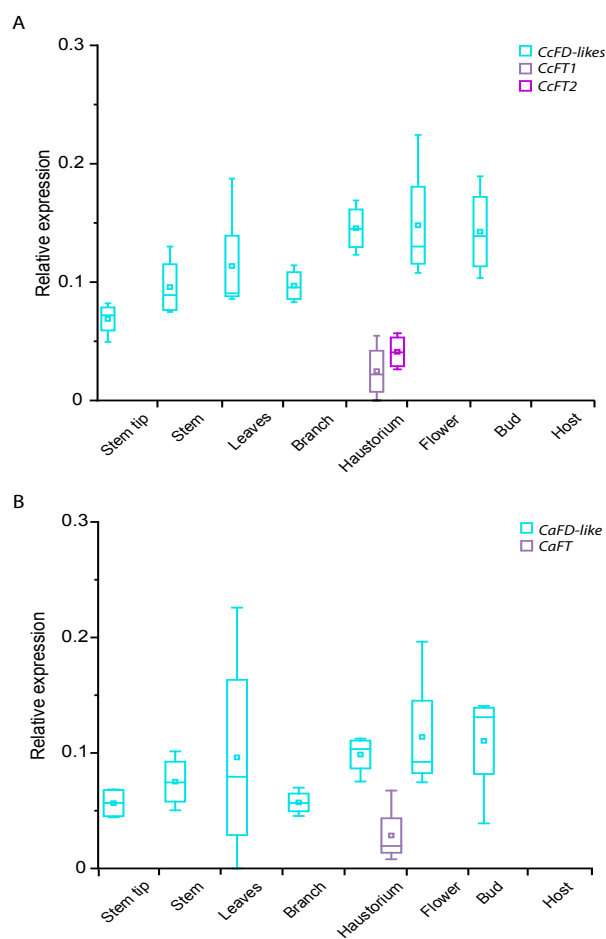 A
0.3
0.2
0.1
0
Relative expression
CcFD-likes
CcFT1
CcFT2
Stem tip
Stem
Leaves
Branch
Haustorium
Flower
Bud
Host
B
0.3
0.2
0.1
0
Relative expression
CaFD-like
CaFT
Stem tip
Stem
Leaves
Branch
Haustorium
Flower
Bud
Host